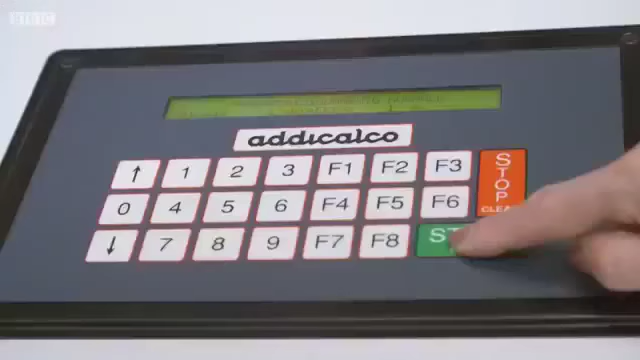 BBC
addicalco
↑ 1 2 3 F1 F2 F3 STOP
0 4 5 6 F4 F5 F6
↓ 7 8 9 F7 F8 ST